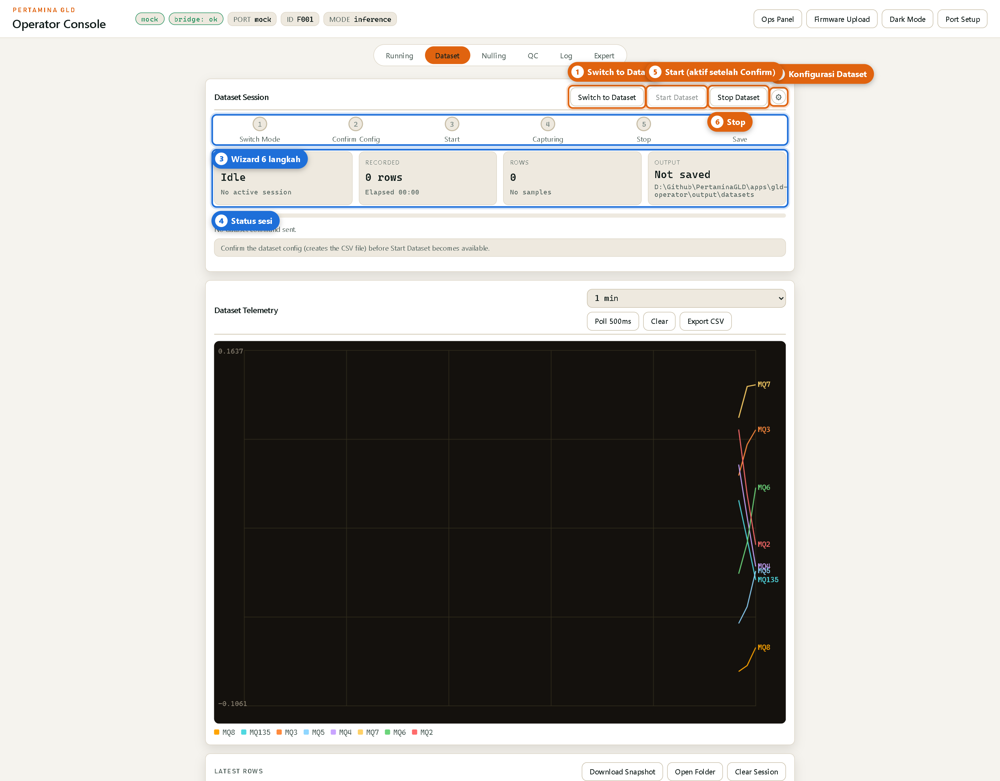 PERTAMINA GLD
Operator Console
mock
bridge: ok
PORT mock
ID F001
MODE inference
Ops Panel
Firmware Upload
Dark Mode
Port Setup
Running
Dataset
Nulling
QC
Log
Expert
1 Switch to Data
5 Start (aktif setelah Confirm)
Konfigurasi Dataset
Dataset Session
Switch to Dataset
Start Dataset
Stop Dataset
1
2
3
4
5
6 Stop
Switch Mode
Confirm Config
Start
Capturing
Stop
Save
3 Wizard 6 langkah
Idle
No active session
RECORDED
0 rows
Elapsed 00:00
ROWS
0
No samples
OUTPUT
Not saved
D:\Github\PertaminaGLD\apps\gld-
operator\output\datasets
4 Status sesi
sent.
Confirm the dataset config (creates the CSV file) before Start Dataset becomes available.
Dataset Telemetry
1 min
Poll 500ms
Clear
Export CSV
0.1637
MQ7
MQ3
MQ6
MQ2
MQ4
MQ5
MQ135
MQ8
-0.1061
MQ8
MQ135
MQ3
MQ5
MQ4
MQ7
MQ6
MQ2
LATEST ROWS
Download Snapshot
Open Folder
Clear Session